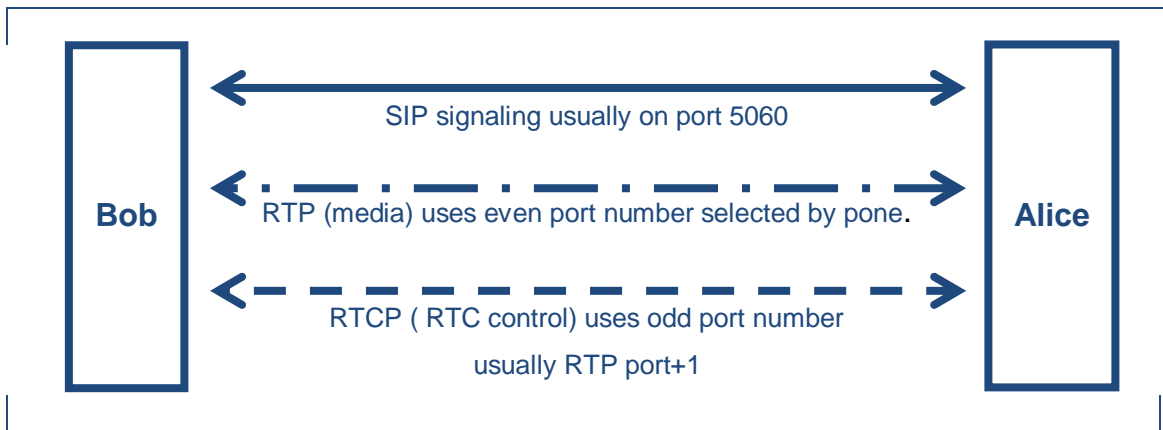 SIP signaling usually on port 5060
Bob
RTP (media) uses even port number selected by pone.
Alice
RTCP ( RTC control) uses odd port number
usually RTP port+1